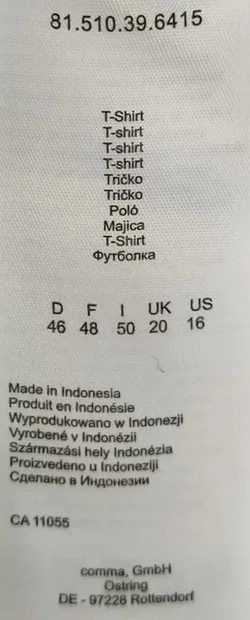 81.510.39.6415
T-Shirt
T-shirt
T-shirt
T-shirt
Tričko
Tričko
Póló
Majica
T-Shirt
Футболка
D F I UK US
46 48 50 20 16
Made in Indonesia
Produit en Indonésie
Wyprodukowano w Indonezji
Vyrobené v Indonézii
Származási hely Indonézia
Proizvedeno u Indoneziji
Сделано в Индонезии
CA 11055
comma, GmbH
Ostring
DE - 97228 Rottendorf